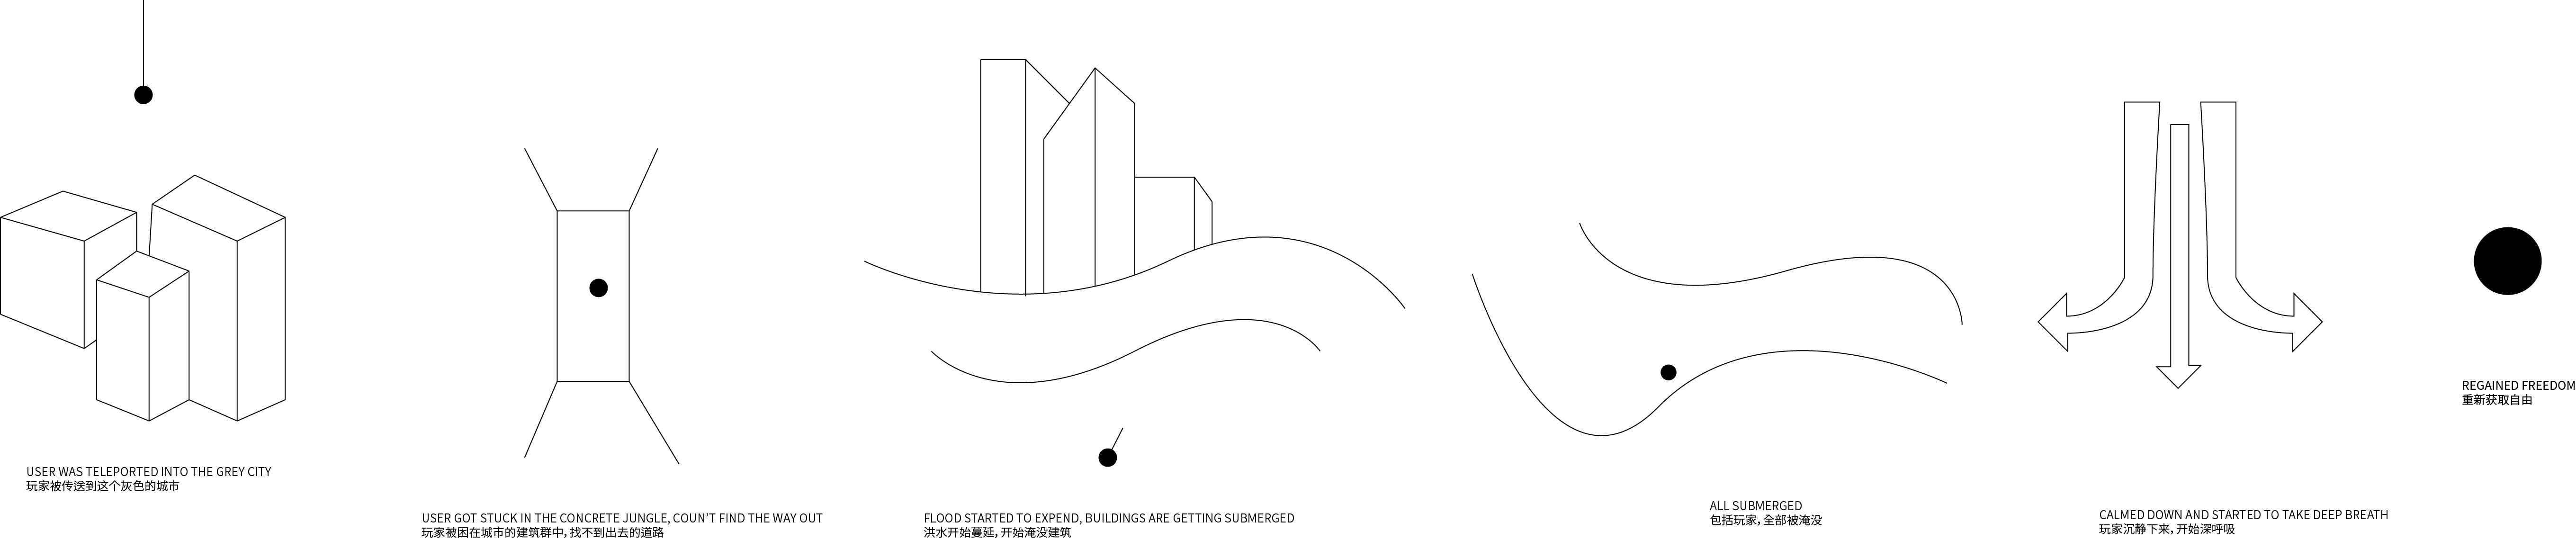 USER WAS TELEPORTED INTO THE GREY CITY
玩家被传送到这个灰色的城市
USER GOT STUCK IN THE CONCRETE JUNGLE, COUN'T FIND THE WAY OUT
玩家被困在城市的建筑群中，找不到出去的道路
FLOOD STARTED TO EXPEND, BUILDINGS ARE GETTING SUBMERGED
洪水开始蔓延，开始淹没建筑
ALL SUBMERGED
包括玩家，全部被淹没
CALMED DOWN AND STARTED TO TAKE DEEP BREATH
玩家沉静下来，开始深呼吸
REGAINED FREEDOM
重新获取自由